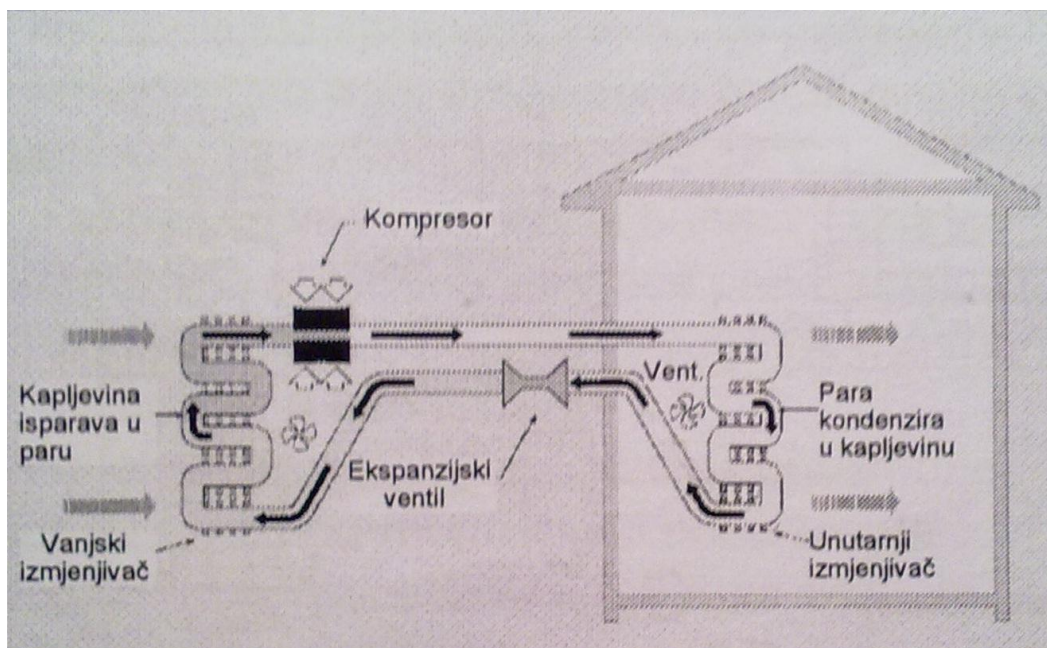 Kompresor
Vent.
Kapljevina
isparava u
paru
Para
kondenzira
u kapljevinu
Ekspanzijski
ventil
Vanjski
izmjenjivač
Unutarnji
izmjenjivač